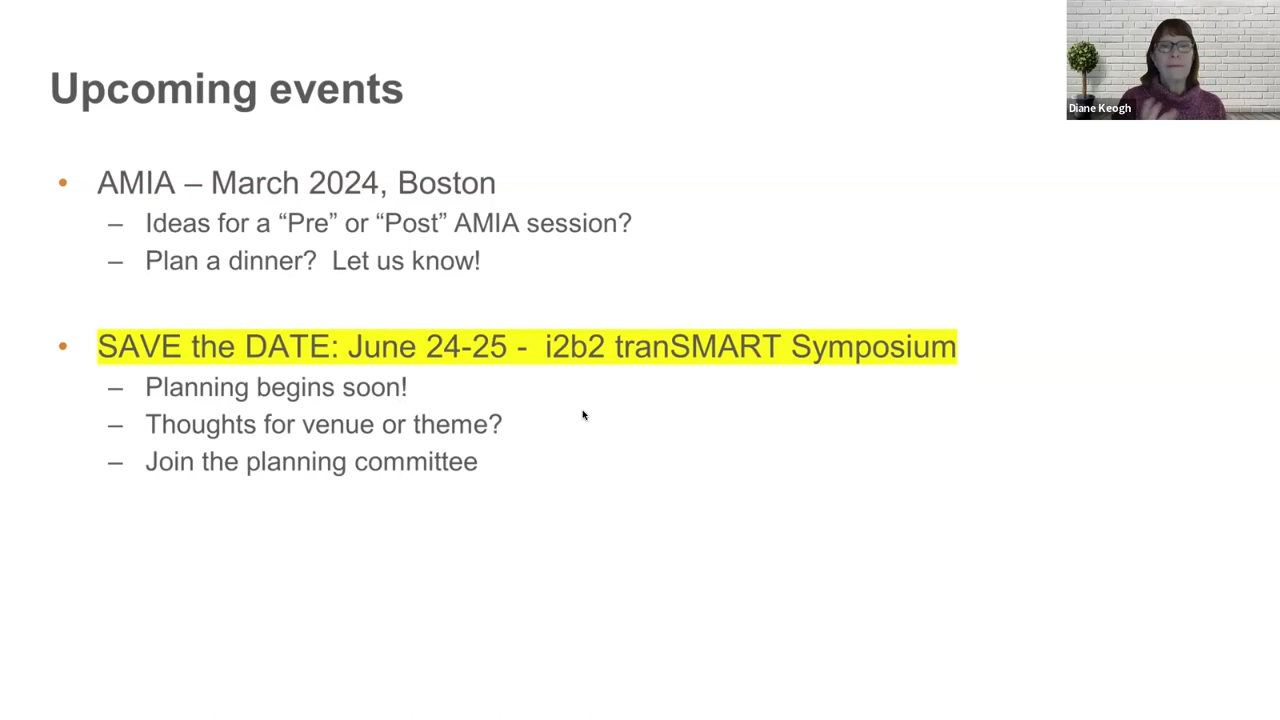 Upcoming events
Diane Keogh
• AMIA – March 2024, Boston
– Ideas for a “Pre” or “Post” AMIA session?
– Plan a dinner?  Let us know!
• SAVE the DATE: June 24-25 -  i2b2 tranSMART Symposium
– Planning begins soon!
– Thoughts for venue or theme?
– Join the planning committee